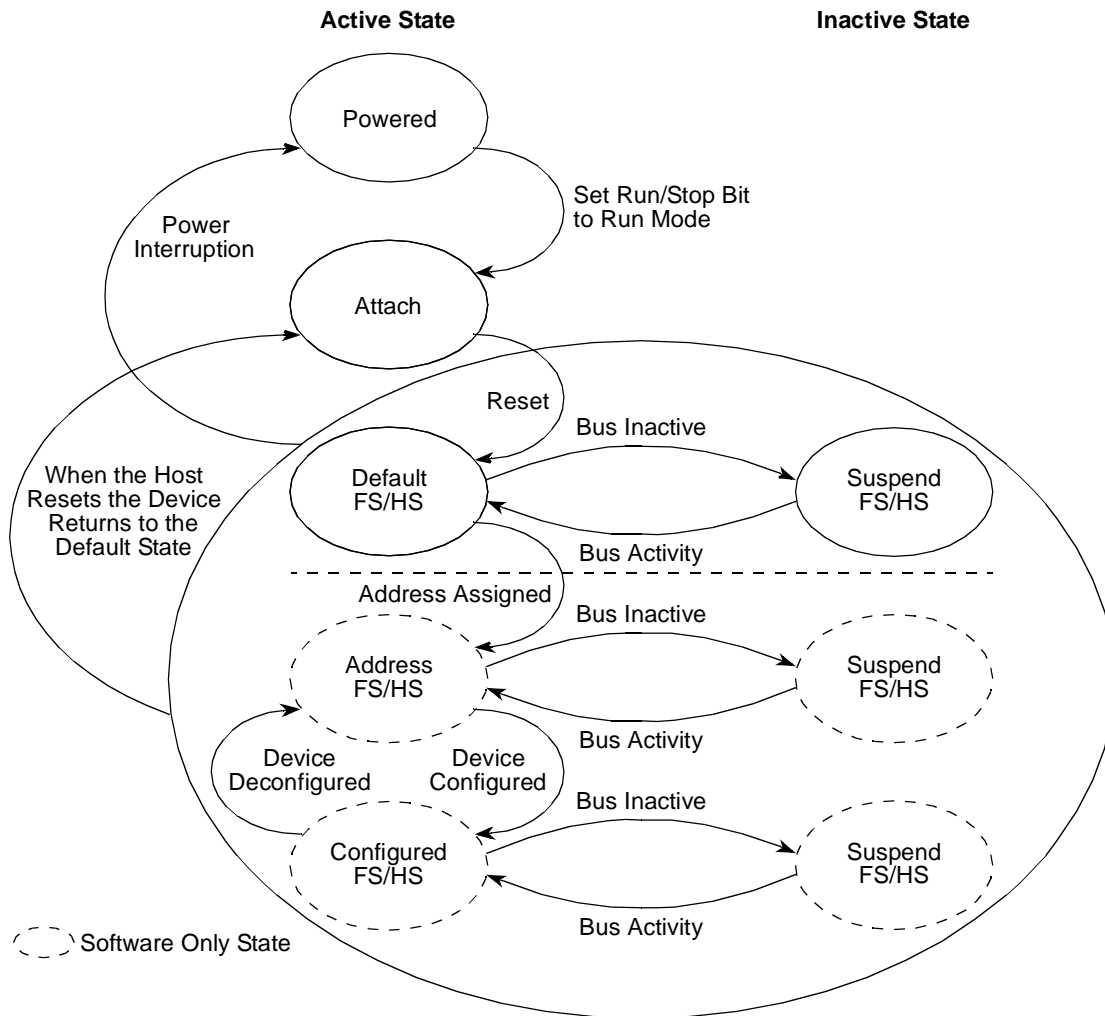 Active State
Inactive State
Powered
Set Run/Stop Bit
to Run Mode
Power
Interruption
Attach
Reset
Bus Inactive
When the Host
Resets the Device
Returns to the
Default State
Default
FS/HS
Suspend
FS/HS
Bus Activity
Address Assigned
Bus Inactive
Address
FS/HS
Suspend
FS/HS
Bus Activity
Device
Deconfigured
Device
Configured
Bus Inactive
Configured
FS/HS
Suspend
FS/HS
Bus Activity
Software Only State